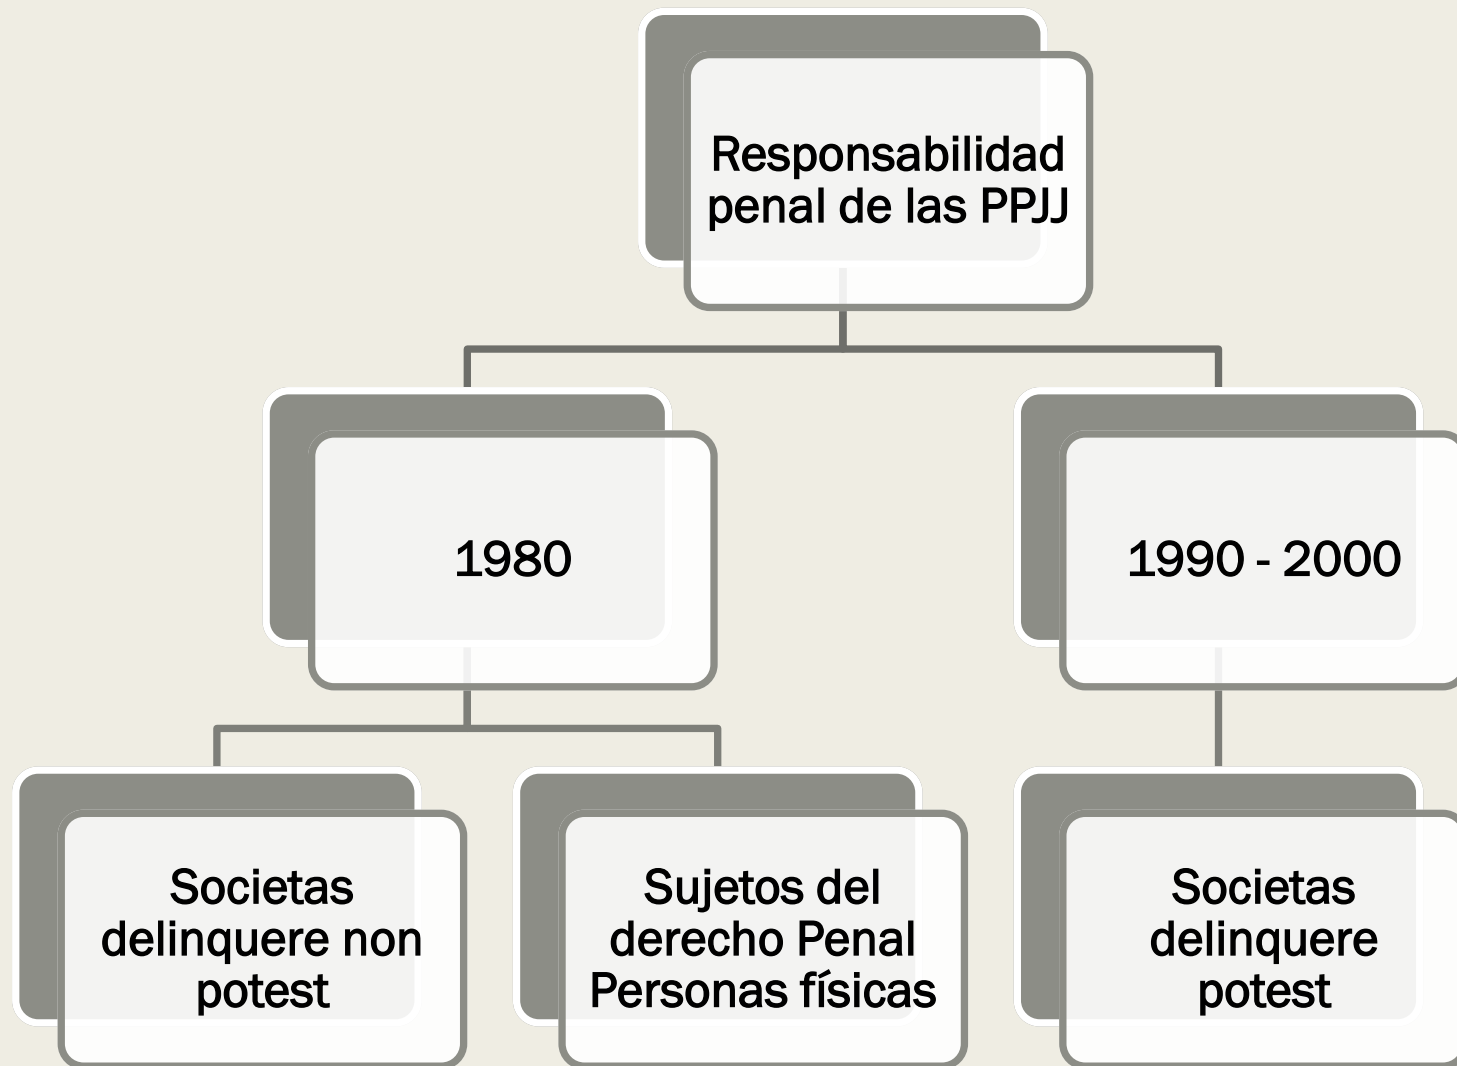 Responsabilidad
penal de las PPJJ
1980
1990 - 2000
Societas
delinquere non
potest
Sujetos del
derecho Penal
Personas físicas
Societas
delinquere
potest